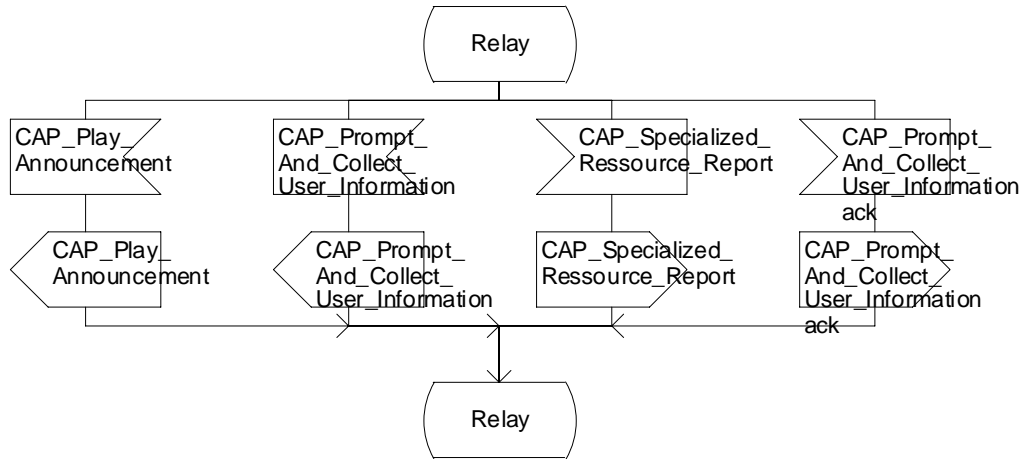 Relay
CAP_Play_
Announcement
CAP_Prompt_
And_Collect_
User_Information
CAP_Specialized_
Ressource_Report
CAP_Prompt_
And_Collect_
User_Information
ack
CAP_Play_
Announcement
CAP_Prompt_
And_Collect_
User_Information
CAP_Specialized_
Ressource_Report
CAP_Prompt_
And_Collect_
User_Information
ack
Relay